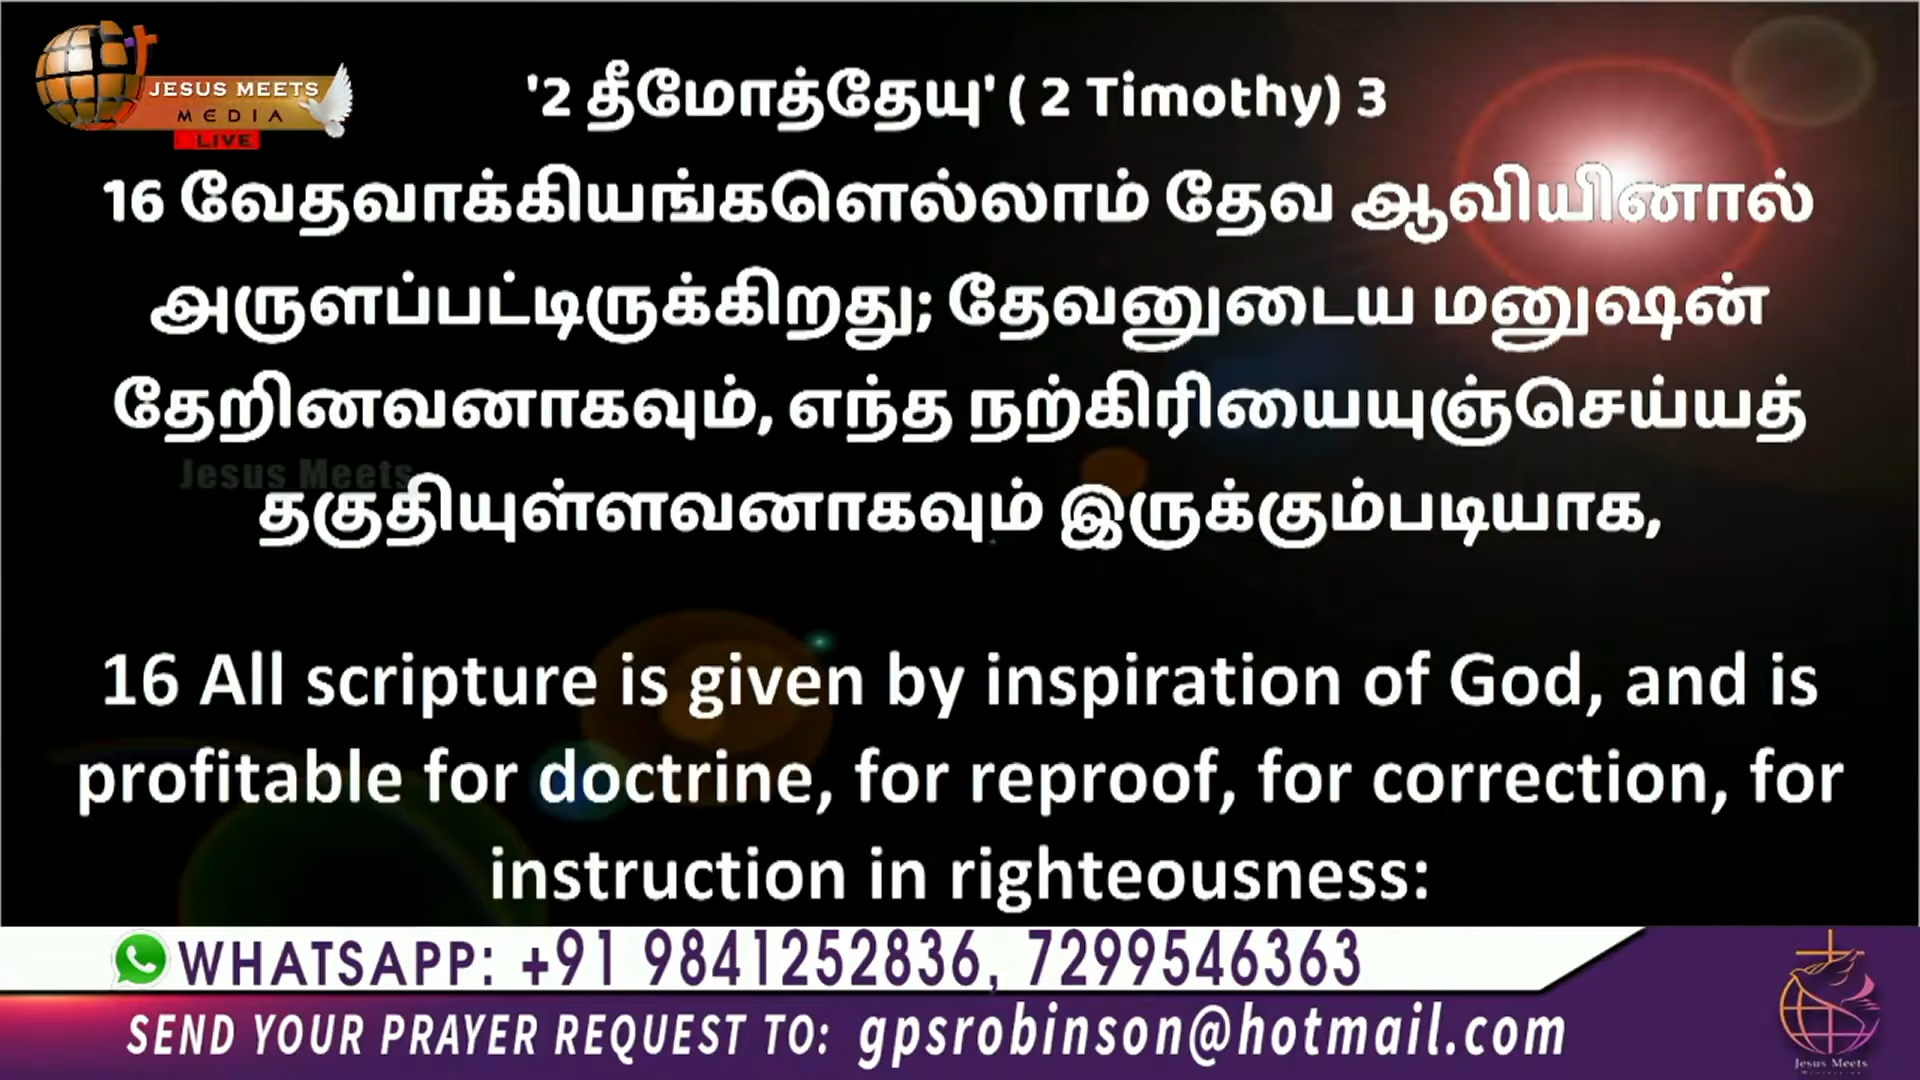 JESUS MEETS
MEDIA
LIVE
'2 தீமோத்தேயு' ( 2 Timothy) 3
16 வேதவாக்கியங்களெல்லாம் தேவ ஆவியினால்
அருளப்பட்டிருக்கிறது; தேவனுடைய மனுஷன்
தேறினவனாகவும், எந்த நற்கிரியையுஞ்செய்யத்
Jesus Meets
தகுதியுள்ளவனாகவும் இருக்கும்படியாக,
16 All scripture is given by inspiration of God, and is
profitable for doctrine, for reproof, for correction, for
instruction in righteousness:
WHATSAPP: +91 9841252836, 7299546363
SEND YOUR PRAYER REQUEST TO: gpsrobinson@hotmail.com
Jesus Meets